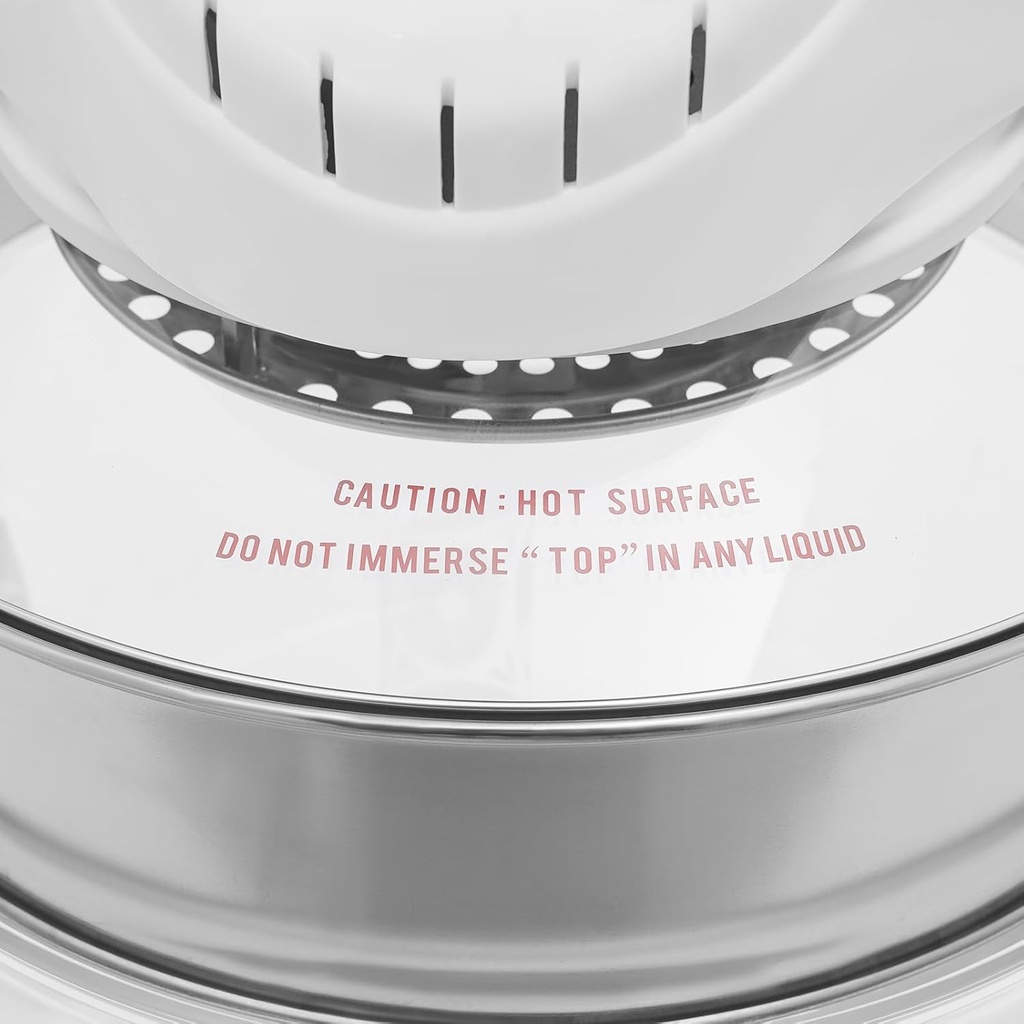 CAUTION : HOT SURFACE
DO NOT IMMERSE “ TOP” IN ANY LIQUID